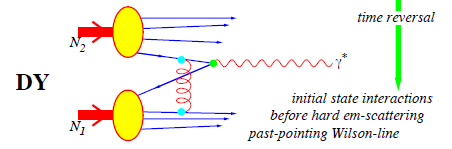 time reversal
N₂
γ*
DY
initial state interactions
before hard em-scattering
past-pointing Wilson-line
N₁